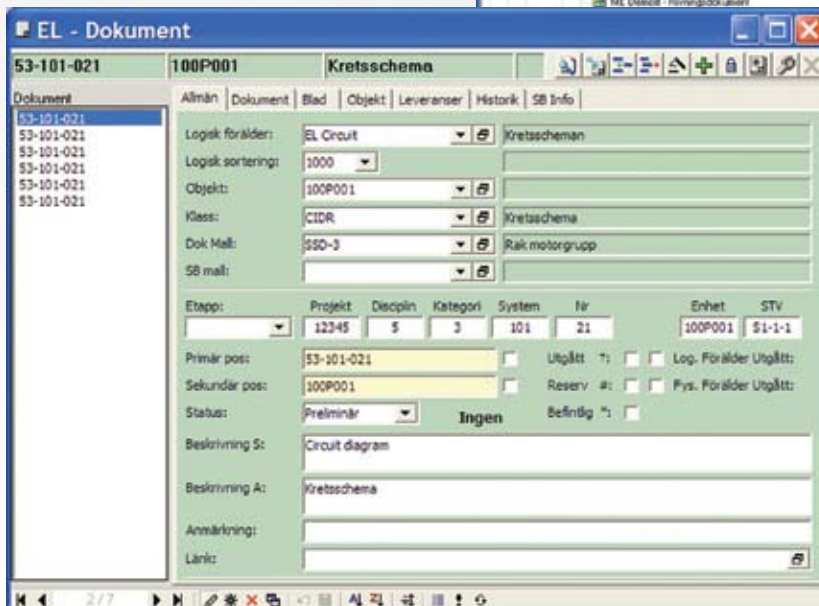 ME Demo8 - Ritningsdokument
EL - Dokument
53-101-021 100P001 Kretsschema
Dokument
53-101-021
53-101-021
53-101-021
53-101-021
53-101-021
53-101-021
Allmän Dokument Blad Objekt Leveranser Historik SB Info
Logisk förälder: EL Circuit Kretsscheman
Logisk sortering: 1000
Objekt: 100P001
Klass: CIDR Kretsschema
Dok Mall: SSD-3 Rak motorgrupp
SB mall:
Etapp: Projekt Disciplin Kategori System Nr Enhet STV
12345 5 3 101 21 100P001 S1-1-1
Primär pos: 53-101-021 Utgått †: Log. Förälder Utgått:
Sekundär pos: 100P001 Reserv #: Fys. Förälder Utgått:
Status: Preliminär Ingen Befintlig *:
Beskrivning S: Circuit diagram
Beskrivning A: Kretsschema
Anmärkning:
Länk:
2/7